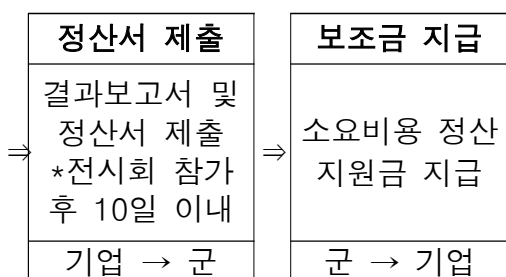 정산서 제출
결과보고서 및
정산서 제출
*전시회 참가
후 10일 이내
기업 → 군
보조금 지급
소요비용 정산
지원금 지급
군 → 기업